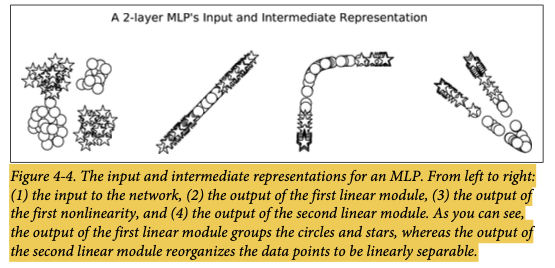 A 2-layer MLP's Input and Intermediate Representation
Figure 4-4. The input and intermediate representations for an MLP. From left to right:
(1) the input to the network, (2) the output of the first linear module, (3) the output of
the first nonlinearity, and (4) the output of the second linear module. As you can see,
the output of the first linear module groups the circles and stars, whereas the output of
the second linear module reorganizes the data points to be linearly separable.